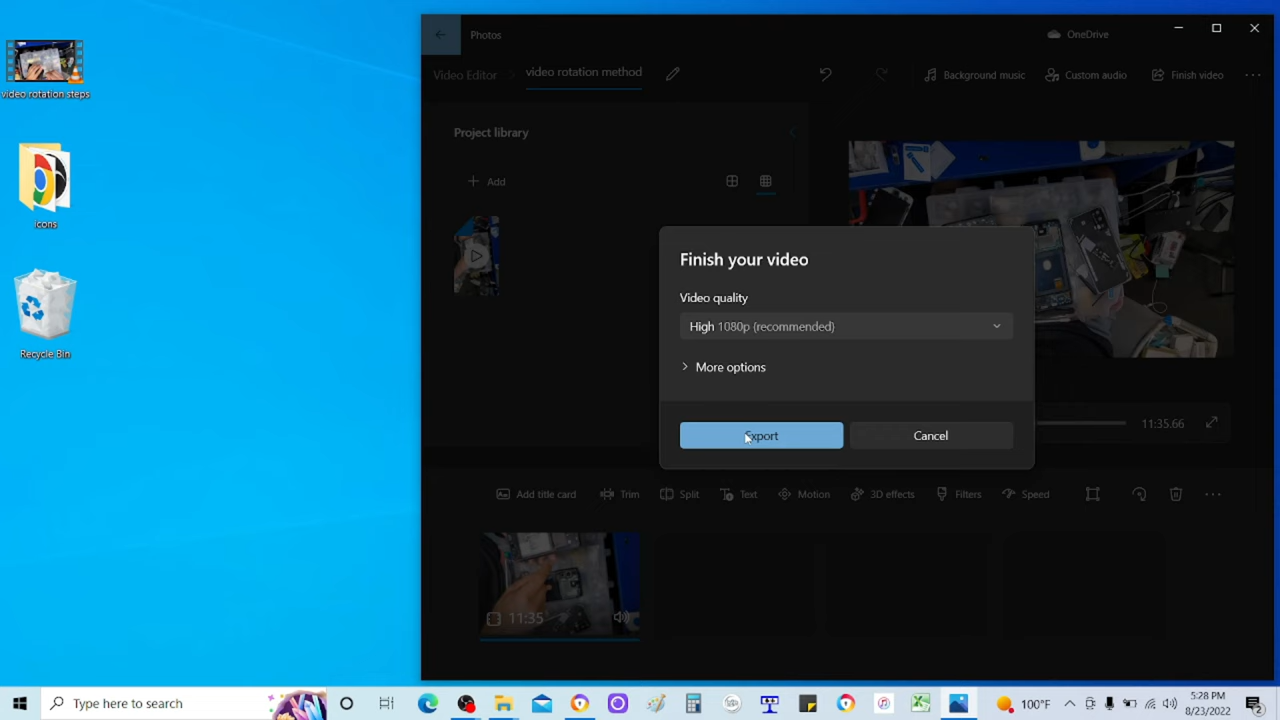 video rotation steps
icons
Recycle Bin
Photos
OneDrive
Video Editor
video rotation method
Background music
Custom audio
Finish video
Project library
Add
Finish your video
Video quality
High 1080p (recommended)
More options
Export
Cancel
11:35.66
Add title card
Trim
Split
Text
Motion
3D effects
Filters
Speed
11:35
Type here to search
100°F
5:28 PM
8/23/2022
2